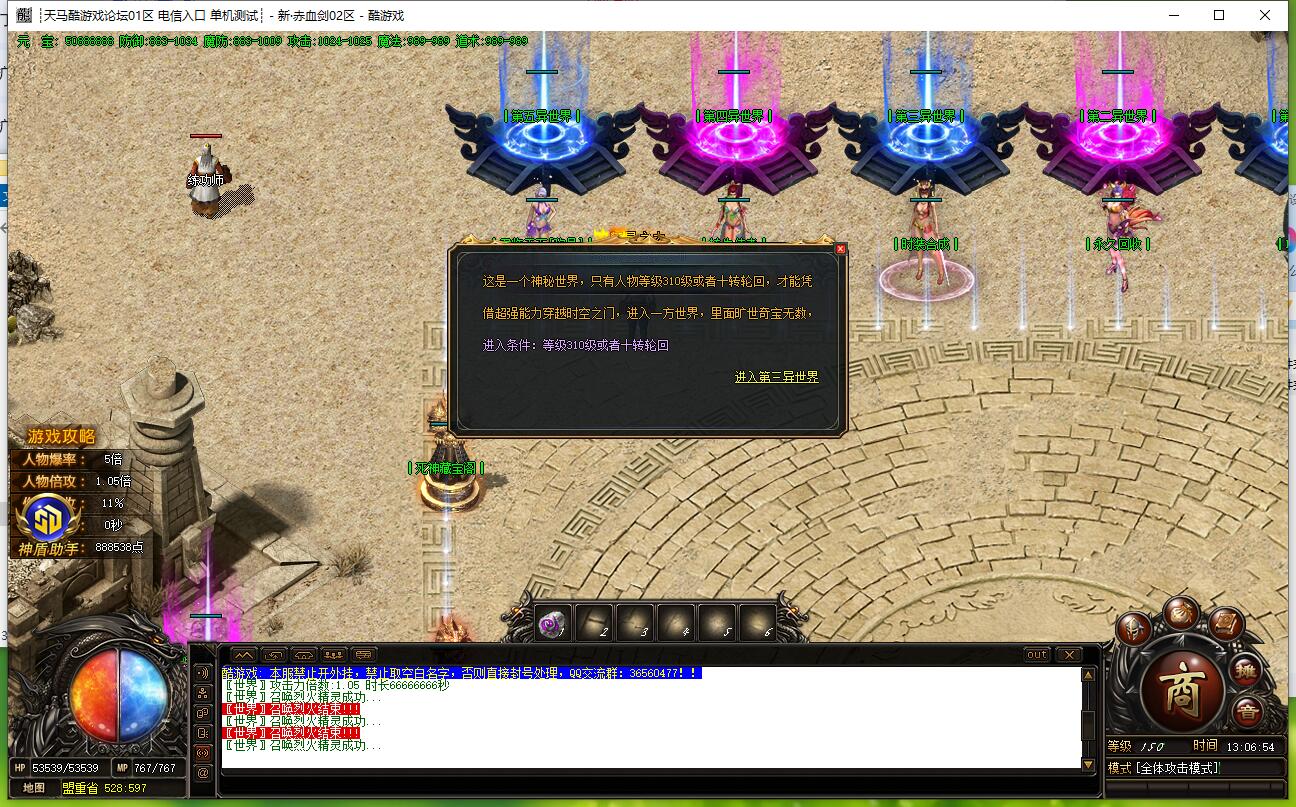 天马酷游戏论坛01区 电信入口 单机测试 - 新·赤血剑02区 - 酷游戏
元 宝: 50688888 防御:863-1034 魔防:863-1009 攻击:1024-1025 魔法:989-989 道术:989-989
第五异世界
第四异世界
第三异世界
第二异世界
练功师
时装合成
永久回收
这是一个神秘世界，只有人物等级310级或者十转轮回，才能凭
借超强能力穿越时空之门，进入一方世界，里面旷世奇宝无数，
进入条件：等级310级或者十转轮回
进入第三异世界
死神藏宝阁
游戏攻略
人物爆率： 5倍
人物倍攻： 1.05倍
11%
0秒
神盾助手： 888538点
1 2 3 4 5 6
out X
酷游戏: 本服禁止开外挂, 禁止取空白名字, 否则直接封号处理, QQ交流群: 36560477! !
〖世界〗攻击力倍数:1.05 时长66666666秒
〖世界〗召唤烈火精灵成功...
〖世界〗召唤烈火结束!!!
〖世界〗召唤烈火精灵成功...
〖世界〗召唤烈火结束!!!
〖世界〗召唤烈火精灵成功...
商
摊
音
HP 53539/53539 MP 767/767
地图 盟重省 528:597
等级 150 时间 13:06:54
模式 [全体攻击模式]